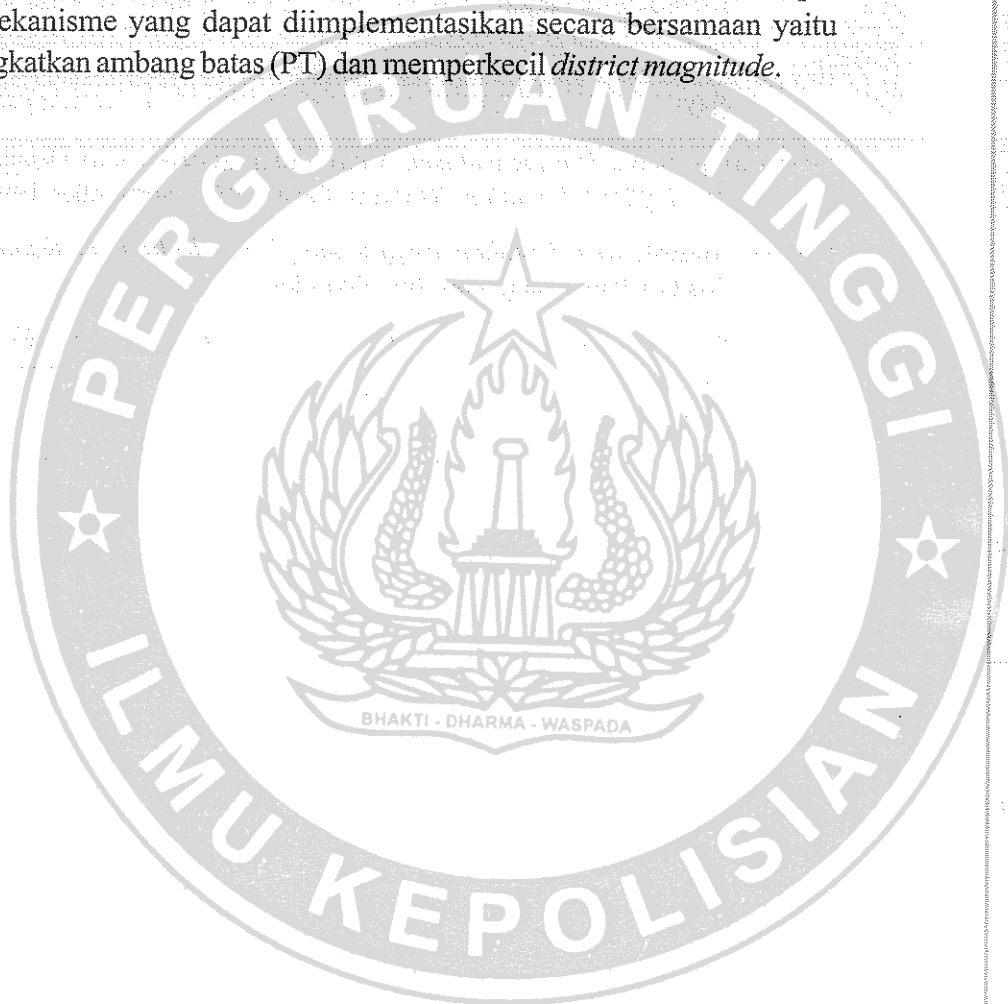 ekanisme yang dapat diimplementasikan secara bersamaan yaitu
gkatkan ambang batas (PT) dan memperkecil district magnitude.
PERGURUAN TINGGI
BHAKTI - DHARMA - WASPADA
ILMU KEPOLISIAN